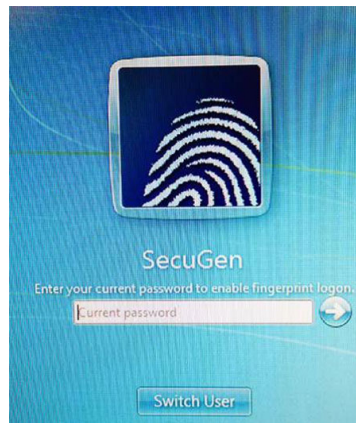 SecuGen
Enter your current password to enable fingerprint logon.
Current password
Switch User